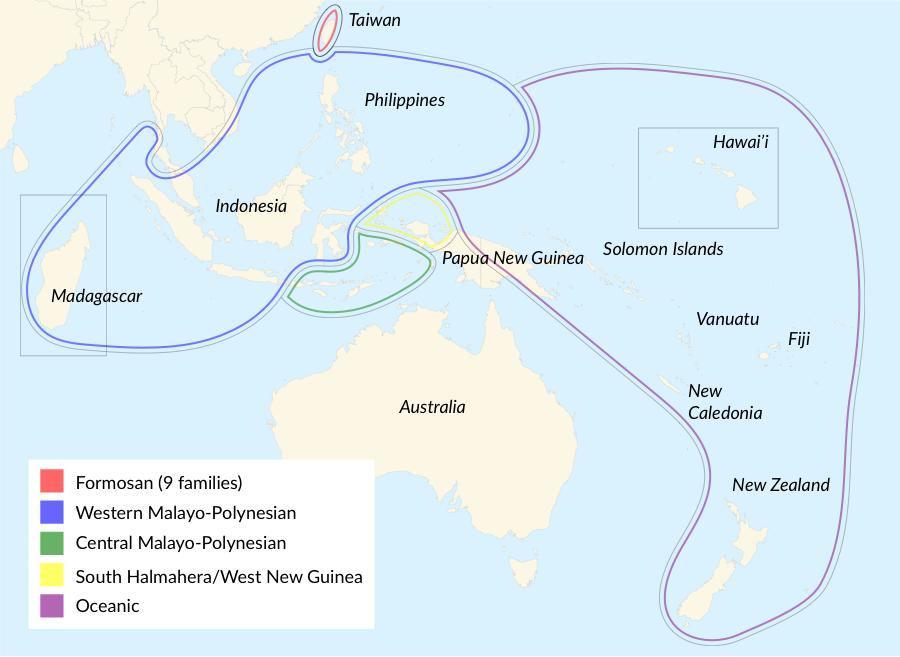 Taiwan
Philippines
Hawai'i
Indonesia
Solomon Islands
Papua New Guinea
Madagascar
Vanuatu
Fiji
New
Caledonia
Australia
New Zealand
Formosan (9 families)
Western Malayo-Polynesian
Central Malayo-Polynesian
South Halmahera/West New Guinea
Oceanic